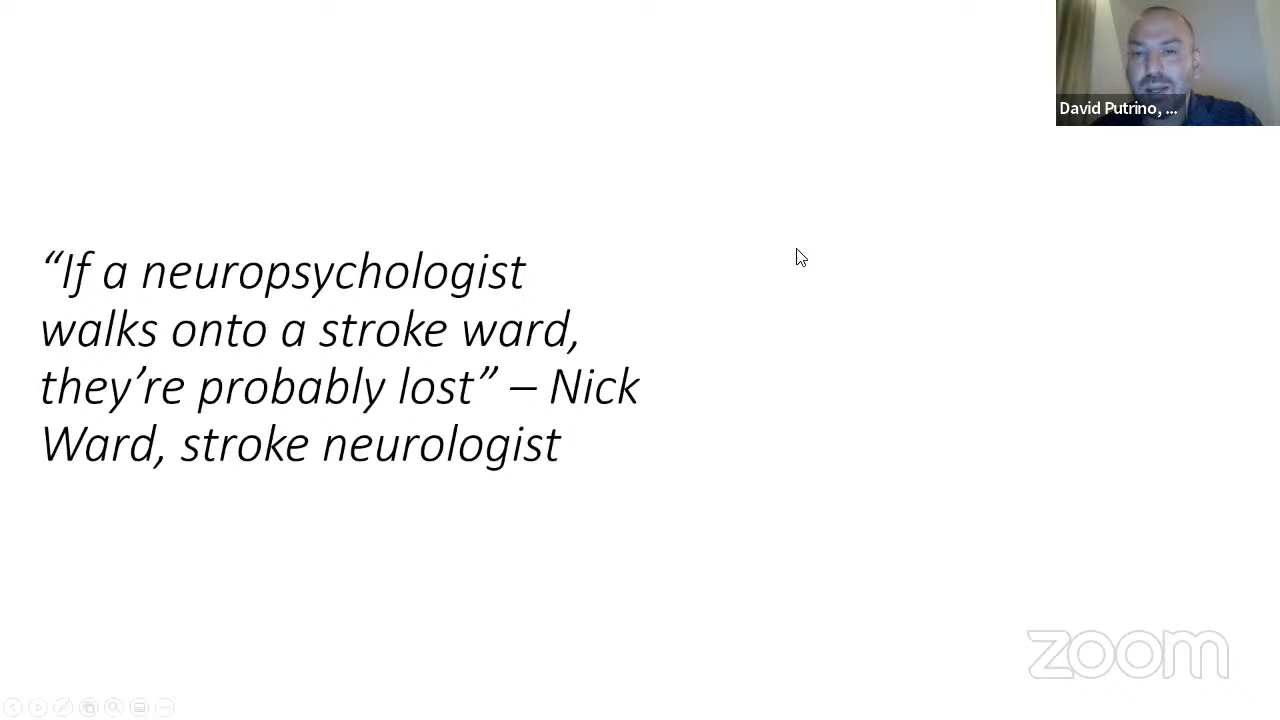 David Putrino, ...
“If a neuropsychologist
walks onto a stroke ward,
they’re probably lost” – Nick
Ward, stroke neurologist
zoom